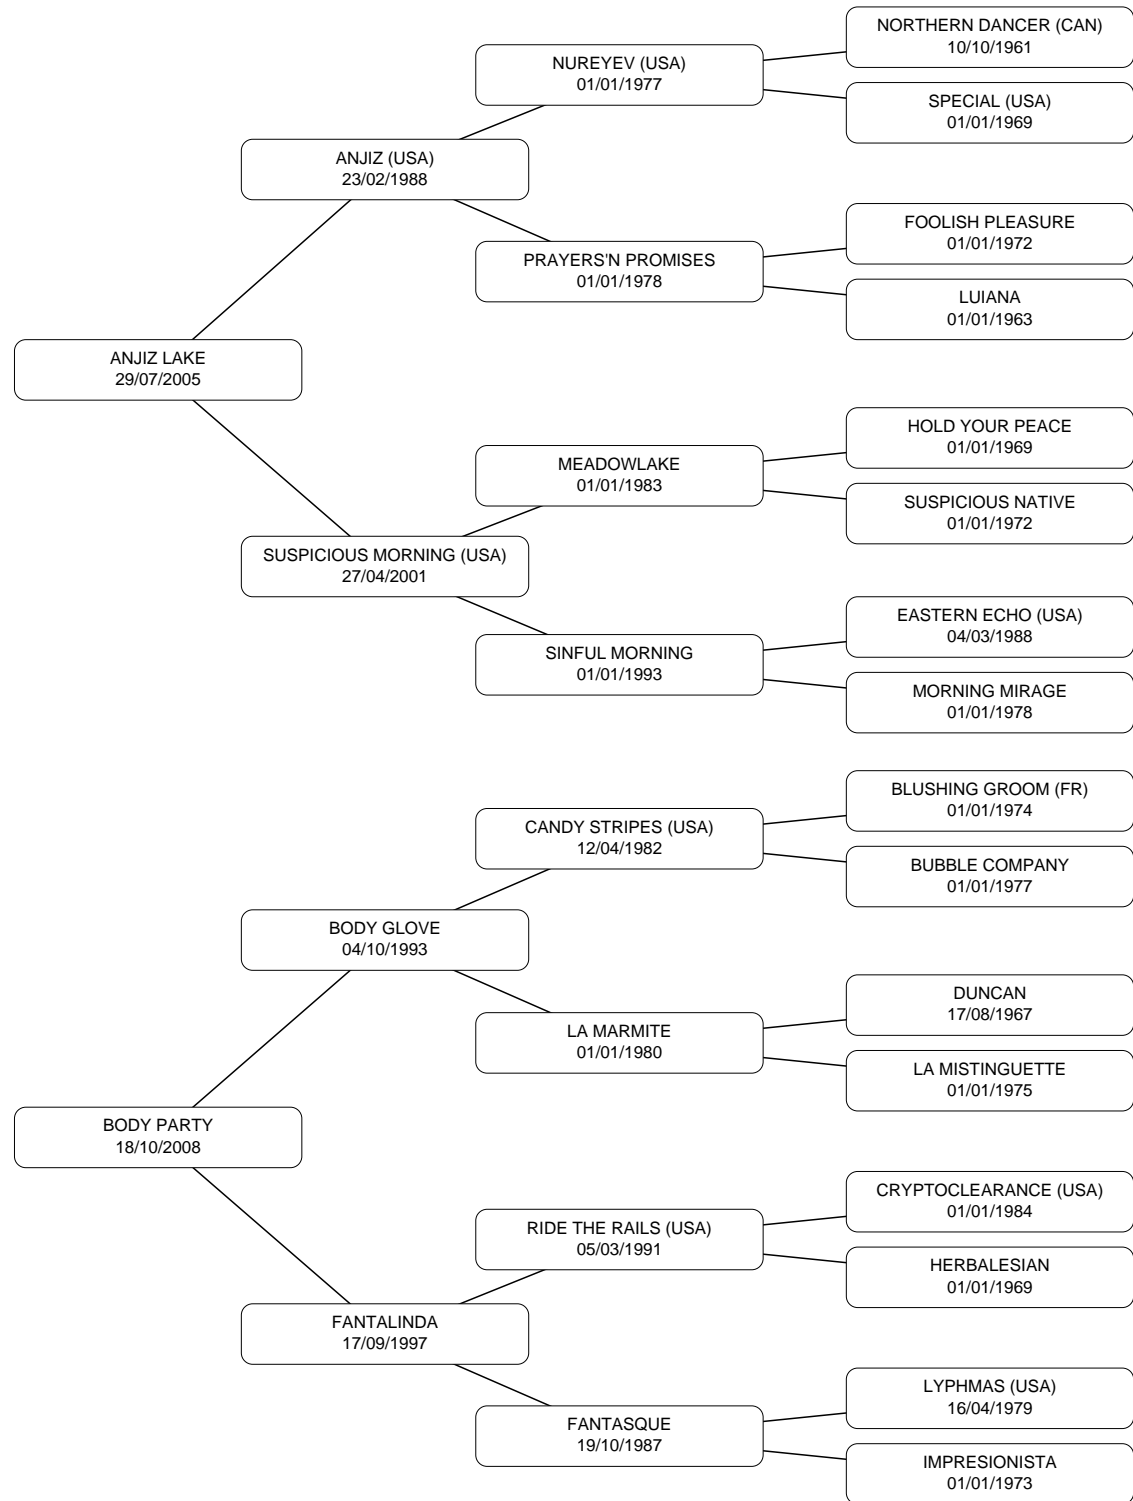 NORTHERN DANCER (CAN)
10/10/1961
NUREYEV (USA)
01/01/1977
SPECIAL (USA)
01/01/1969
ANJIZ (USA)
23/02/1988
FOOLISH PLEASURE
01/01/1972
PRAYERS'N PROMISES
01/01/1978
LUIANA
01/01/1963
ANJIZ LAKE
29/07/2005
HOLD YOUR PEACE
01/01/1969
MEADOWLAKE
01/01/1983
SUSPICIOUS NATIVE
01/01/1972
SUSPICIOUS MORNING (USA)
27/04/2001
EASTERN ECHO (USA)
04/03/1988
SINFUL MORNING
01/01/1993
MORNING MIRAGE
01/01/1978
BLUSHING GROOM (FR)
01/01/1974
CANDY STRIPES (USA)
12/04/1982
BUBBLE COMPANY
01/01/1977
BODY GLOVE
04/10/1993
DUNCAN
17/08/1967
LA MARMITE
01/01/1980
LA MISTINGUETTE
01/01/1975
BODY PARTY
18/10/2008
CRYPTOCLEARANCE (USA)
01/01/1984
RIDE THE RAILS (USA)
05/03/1991
HERBALESIAN
01/01/1969
FANTALINDA
17/09/1997
LYPHMAS (USA)
16/04/1979
FANTASQUE
19/10/1987
IMPRESIONISTA
01/01/1973